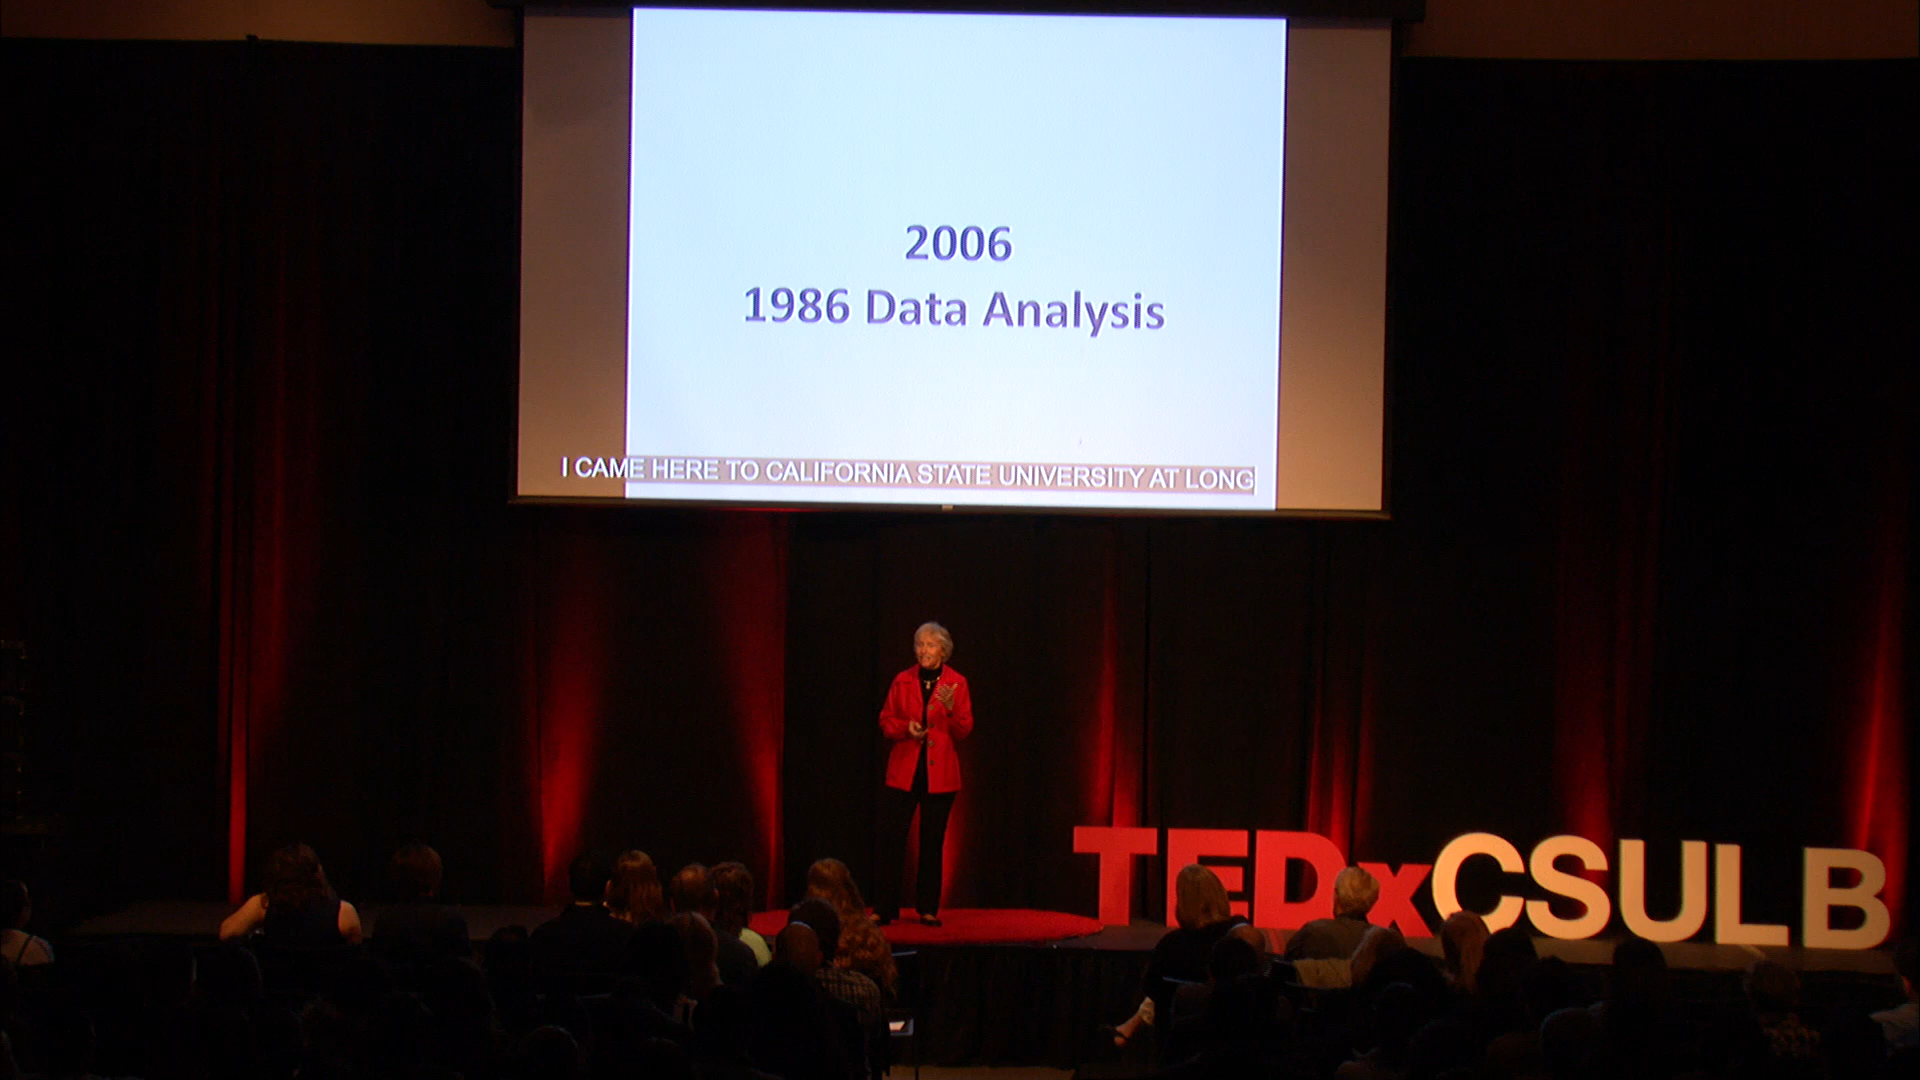 2006
1986 Data Analysis
I CAME HERE TO CALIFORNIA STATE UNIVERSITY AT LONG
TEDxCSULB